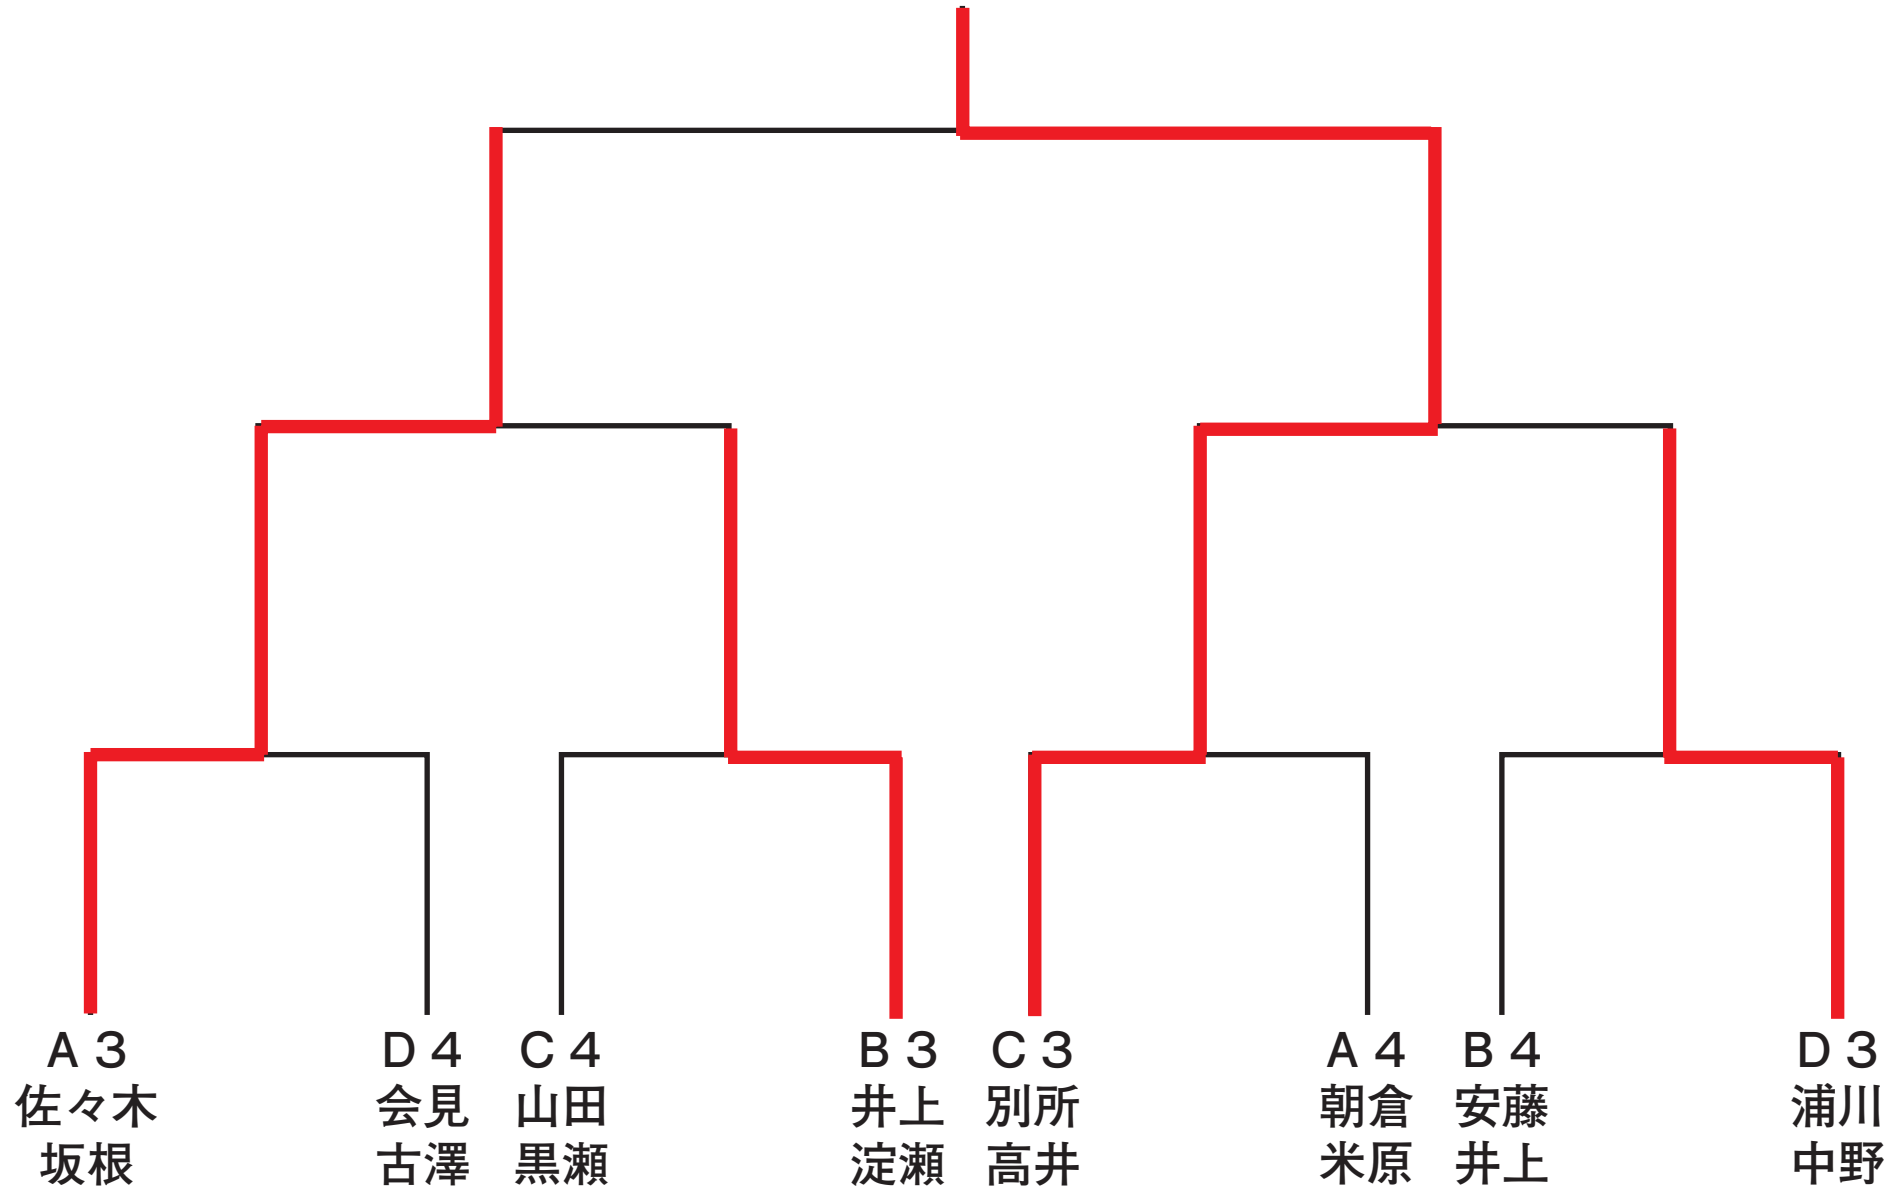 A3 D4 C4 B3 C3 A4 B4 D3
佐々木 会見 山田 井上 別所 朝倉 安藤 浦川
坂根 古澤 黒瀬 淀瀬 高井 米原 井上 中野